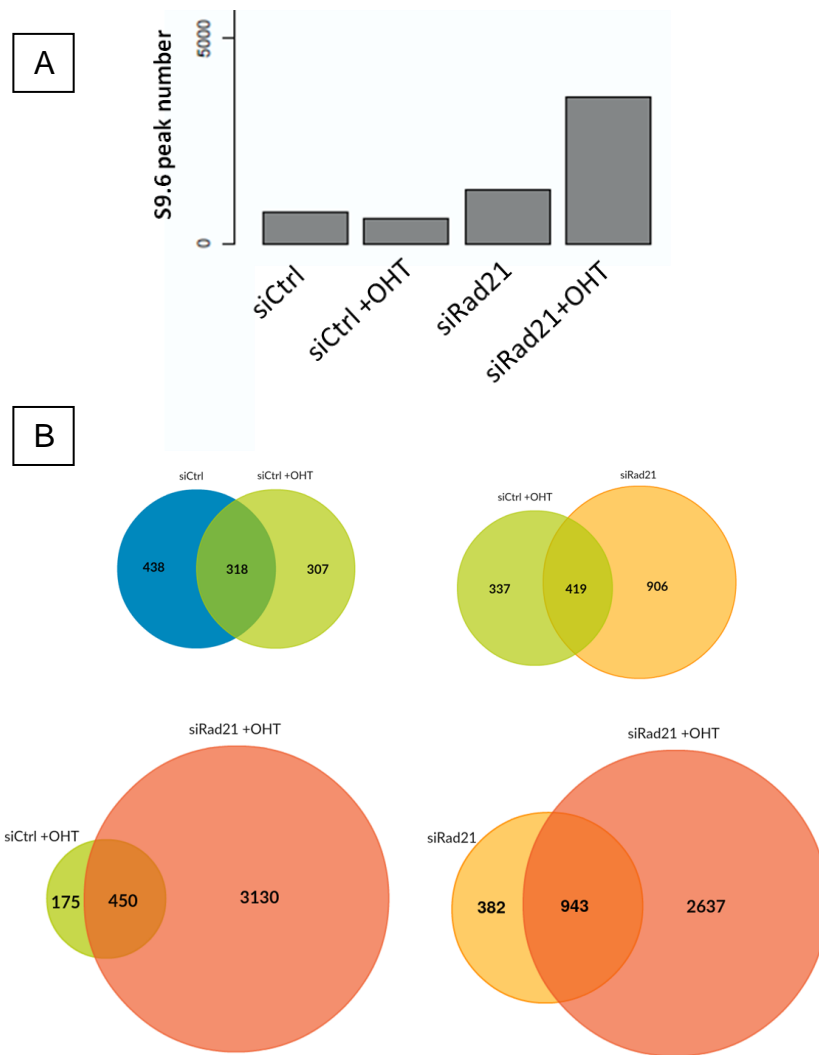 A
S9.6 peak number
5000
0
siCtrl
siCtrl +OHT
siRad21
siRad21+OHT
B
siCtrl
siCtrl +OHT
438
318
307
siCtrl +OHT
siRad21
337
419
906
siRad21 +OHT
siCtrl +OHT
175
450
3130
siRad21 +OHT
siRad21
382
943
2637